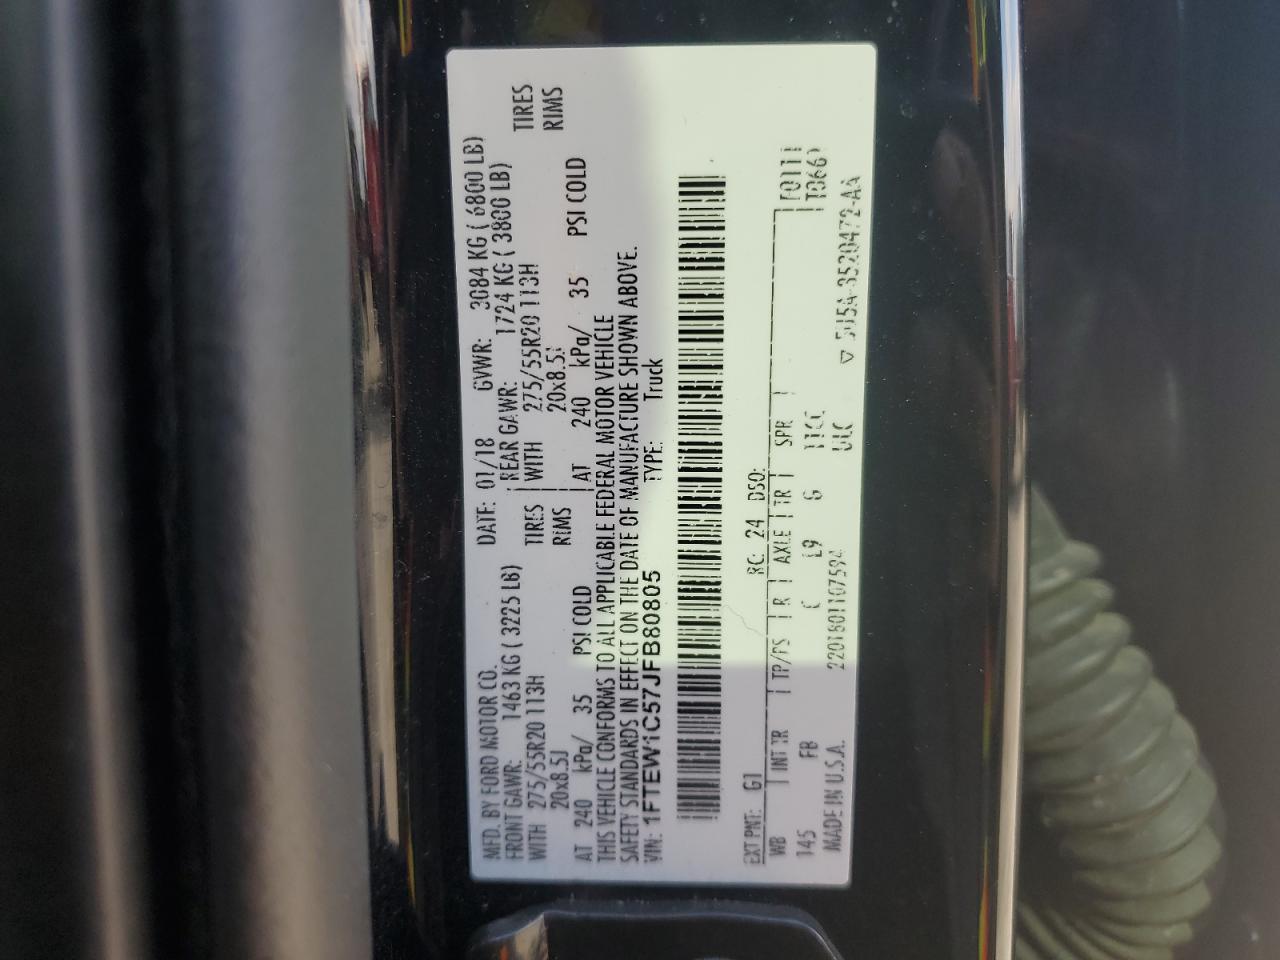 MFD. BY FORD MOTOR CO. DATE: 01/18 GVWR: 3084 KG ( 6800 LB)
FRONT GAWR: 1463 KG ( 3225 LB) REAR GAWR: 1724 KG ( 3800 LB)
WITH 275/55R20 113H TIRES WITH 275/55R20 113H TIRES
20x8.5J RIMS 20x8.5J RIMS
AT 240 kPa/ 35 PSI COLD AT 240 kPa/ 35 PSI COLD
THIS VEHICLE CONFORMS TO ALL APPLICABLE FEDERAL MOTOR VEHICLE
SAFETY STANDARDS IN EFFECT ON THE DATE OF MANUFACTURE SHOWN ABOVE.
VIN: 1FTEW1C57JFB80805 TYPE: Truck
EXT PNT: G1 RC: 24 DSO:
WB INT TR TP/PS R AXLE TR SPR
145 FB C L9 G
MADE IN U.S.A. 2201801107594 ULC
▽ 5U5A-3520472-AA